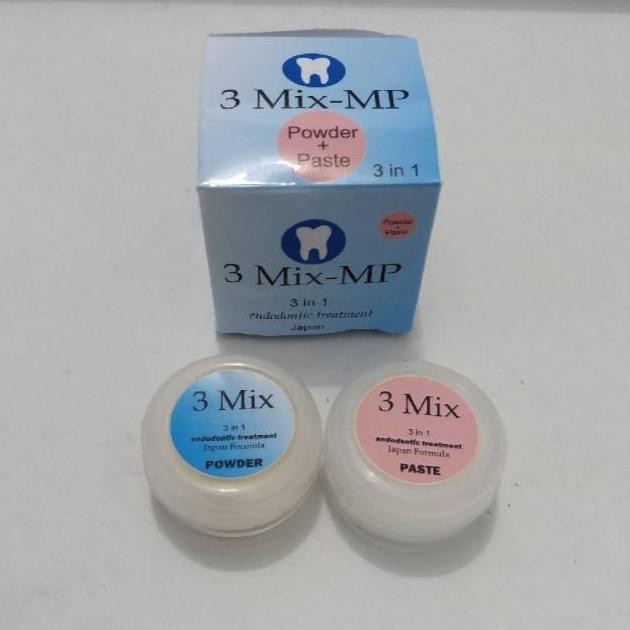 3 Mix-MP
Powder
+
Paste
3 in 1
Powder
+
Paste
3 Mix-MP
3 in 1
endodontic treatment
Japan
3 Mix
3 in 1
endodontic treatment
Japan Formula
POWDER
3 Mix
3 in 1
endodontic treatment
Japan Formula
PASTE